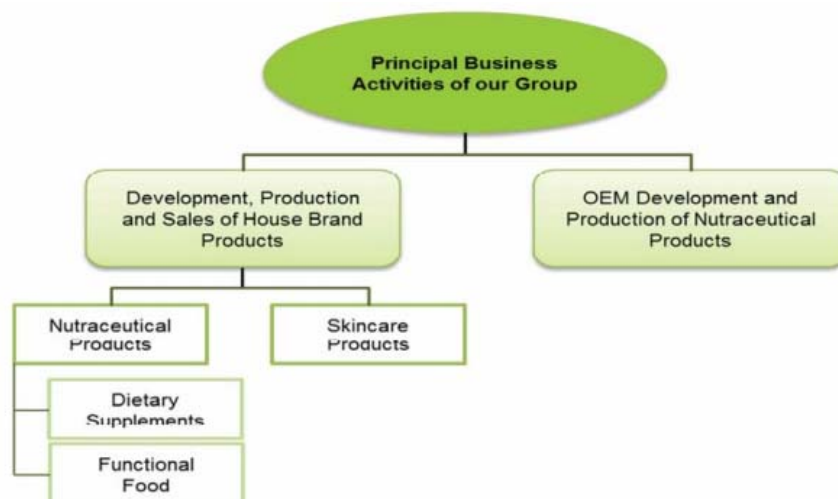 Principal Business
Activities of our Group
Development, Production
and Sales of House Brand
Products
OEM Development and
Production of Nutraceutical
Products
Nutraceutical
Products
Skincare
Products
Dietary
Supplements
Functional
Food